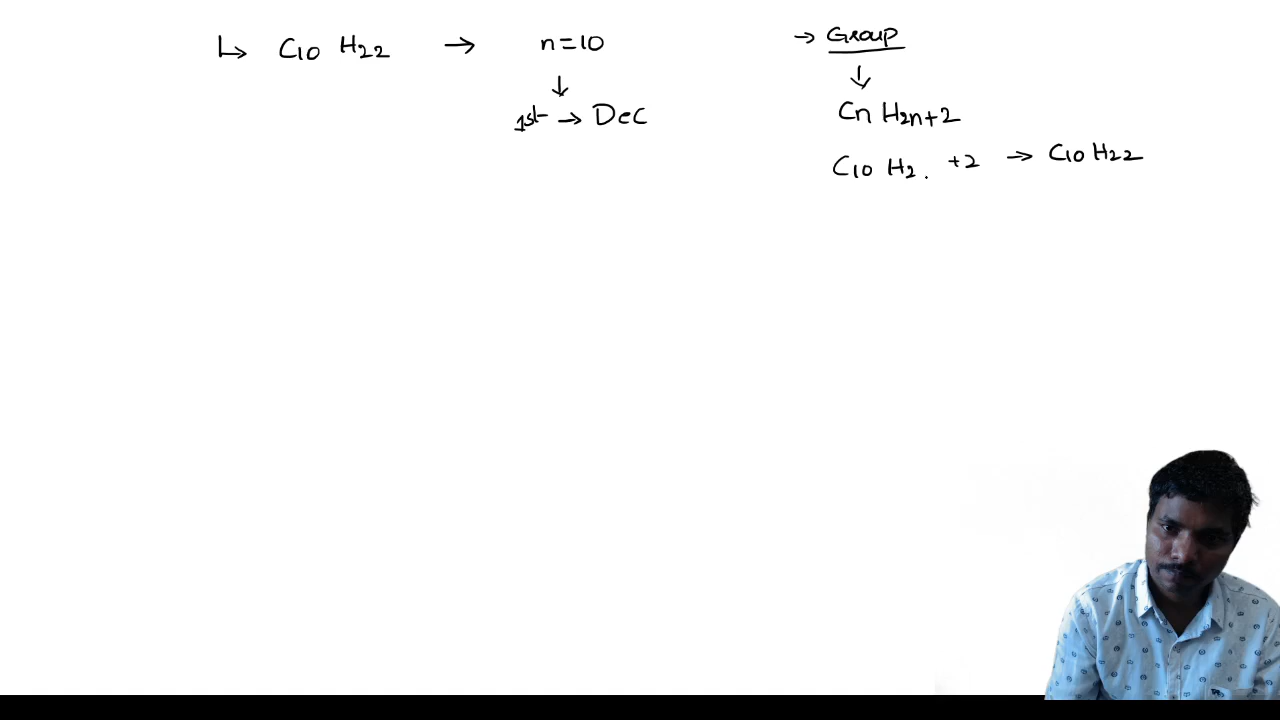 ↳ C10 H22 → n=10
↓
1st → Dec
→ Group
↓
Cn H2n+2
C10 H2. +2 → C10 H22